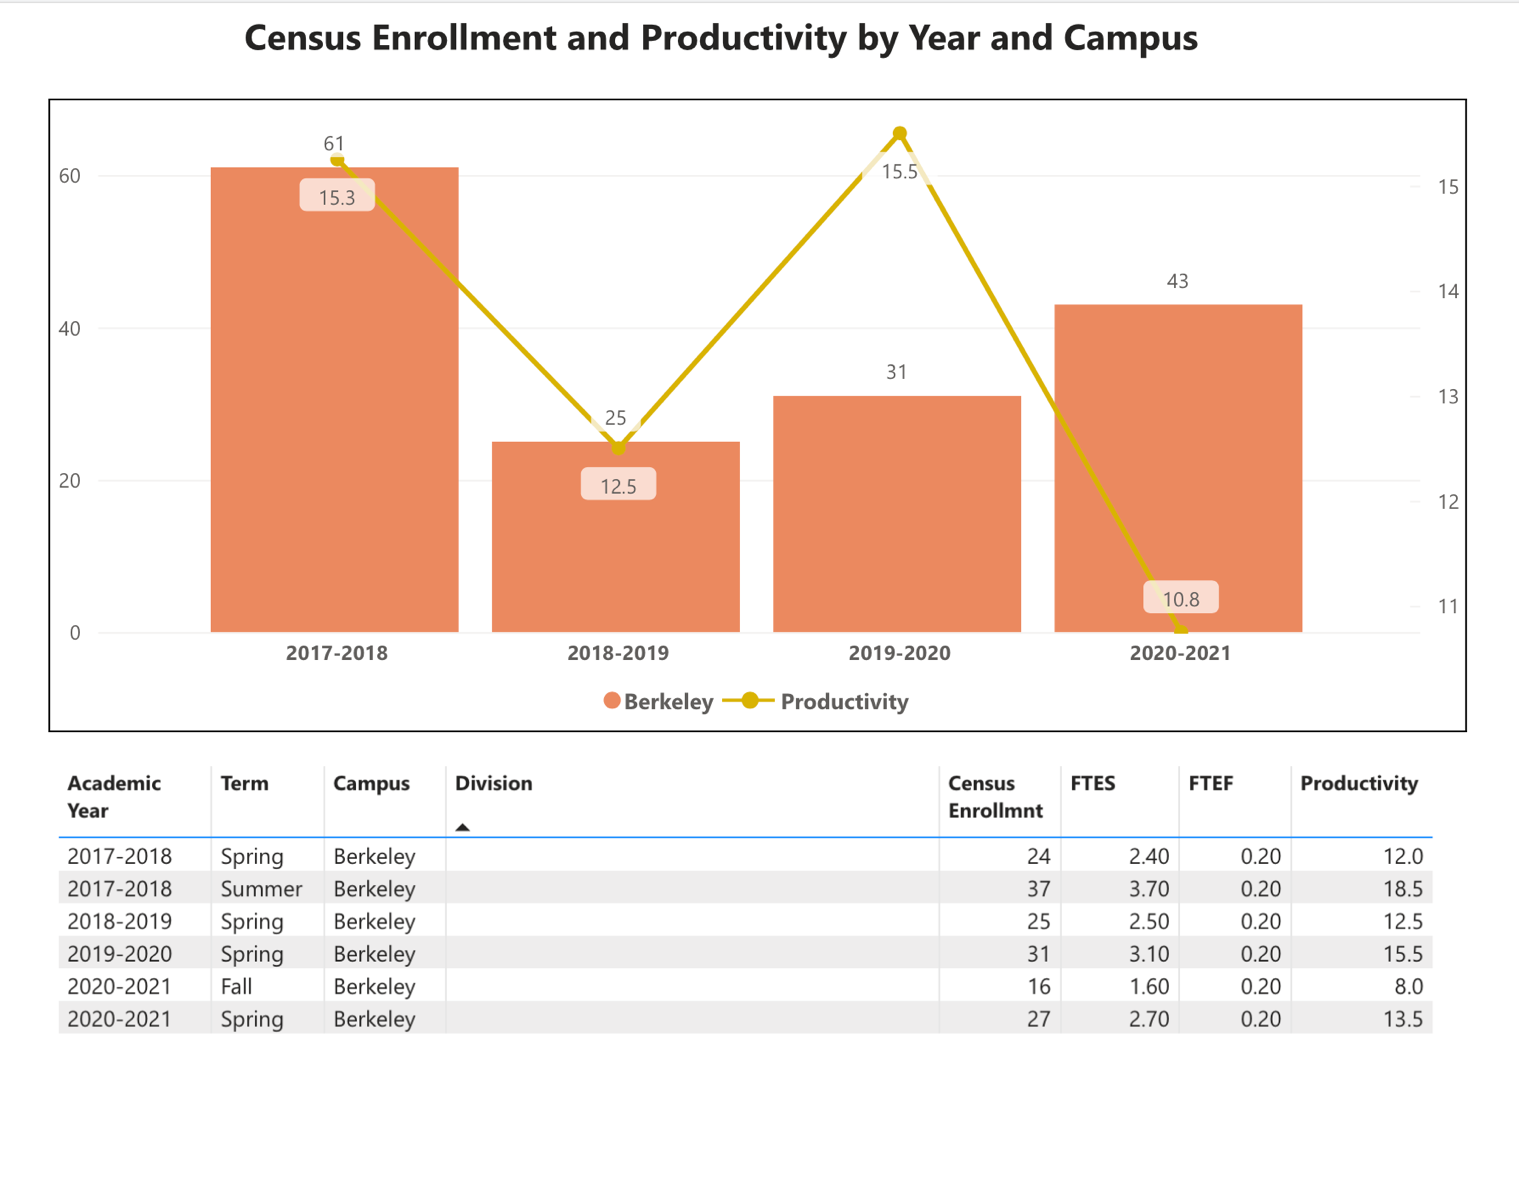 Census Enrollment and Productivity by Year and Campus
61
60
15.3
15.5
15
43
14
40
31
13
25
20
12.5
12
10.8
11
0
2017-2018 2018-2019 2019-2020 2020-2021
Berkeley Productivity
Academic Year Term Campus Division Census Enrollmnt FTES FTEF Productivity
2017-2018 Spring Berkeley 24 2.40 0.20 12.0
2017-2018 Summer Berkeley 37 3.70 0.20 18.5
2018-2019 Spring Berkeley 25 2.50 0.20 12.5
2019-2020 Spring Berkeley 31 3.10 0.20 15.5
2020-2021 Fall Berkeley 16 1.60 0.20 8.0
2020-2021 Spring Berkeley 27 2.70 0.20 13.5